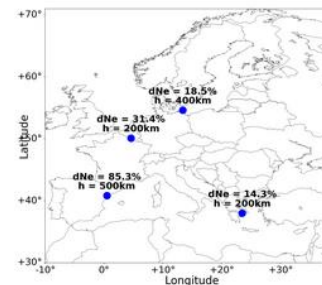 +70°
+60°
dNe = 18.5%
h = 400km
dNe = 31.4%
h = 200km
+50°
Latitude
dNe = 85.3%
h = 500km
+40°
dNe = 14.3%
h = 200km
+30°
-10° 0° +10° +20° +30°
Longitude